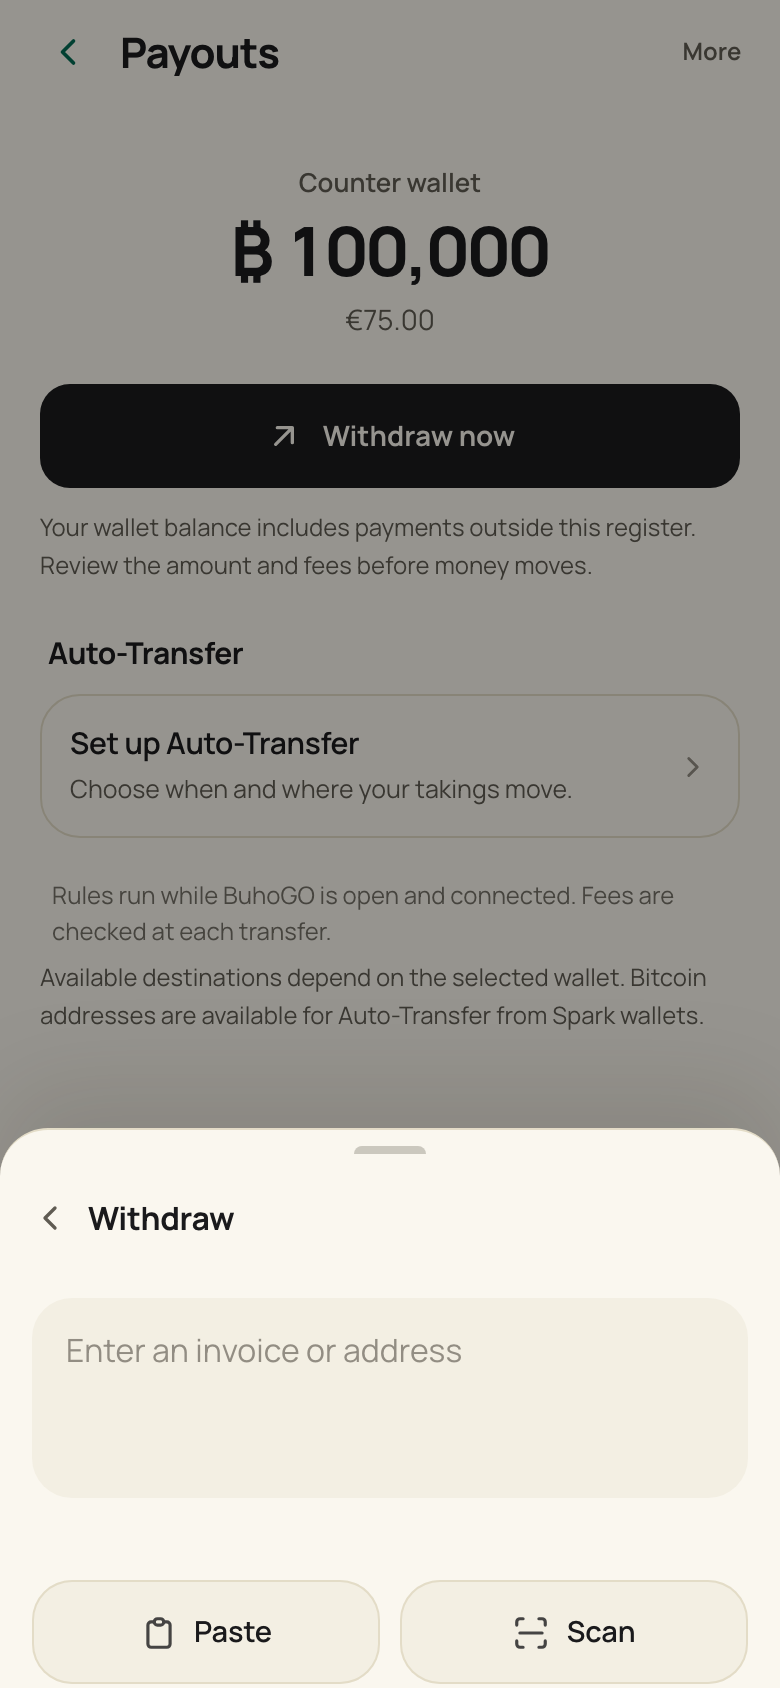 Payouts
More
Counter wallet
₿ 100,000
€75.00
Withdraw now
Your wallet balance includes payments outside this register.
Review the amount and fees before money moves.
Auto-Transfer
Set up Auto-Transfer
Choose when and where your takings move.
Rules run while BuhoGO is open and connected. Fees are
checked at each transfer.
Available destinations depend on the selected wallet. Bitcoin
addresses are available for Auto-Transfer from Spark wallets.
Withdraw
Enter an invoice or address
Paste
Scan